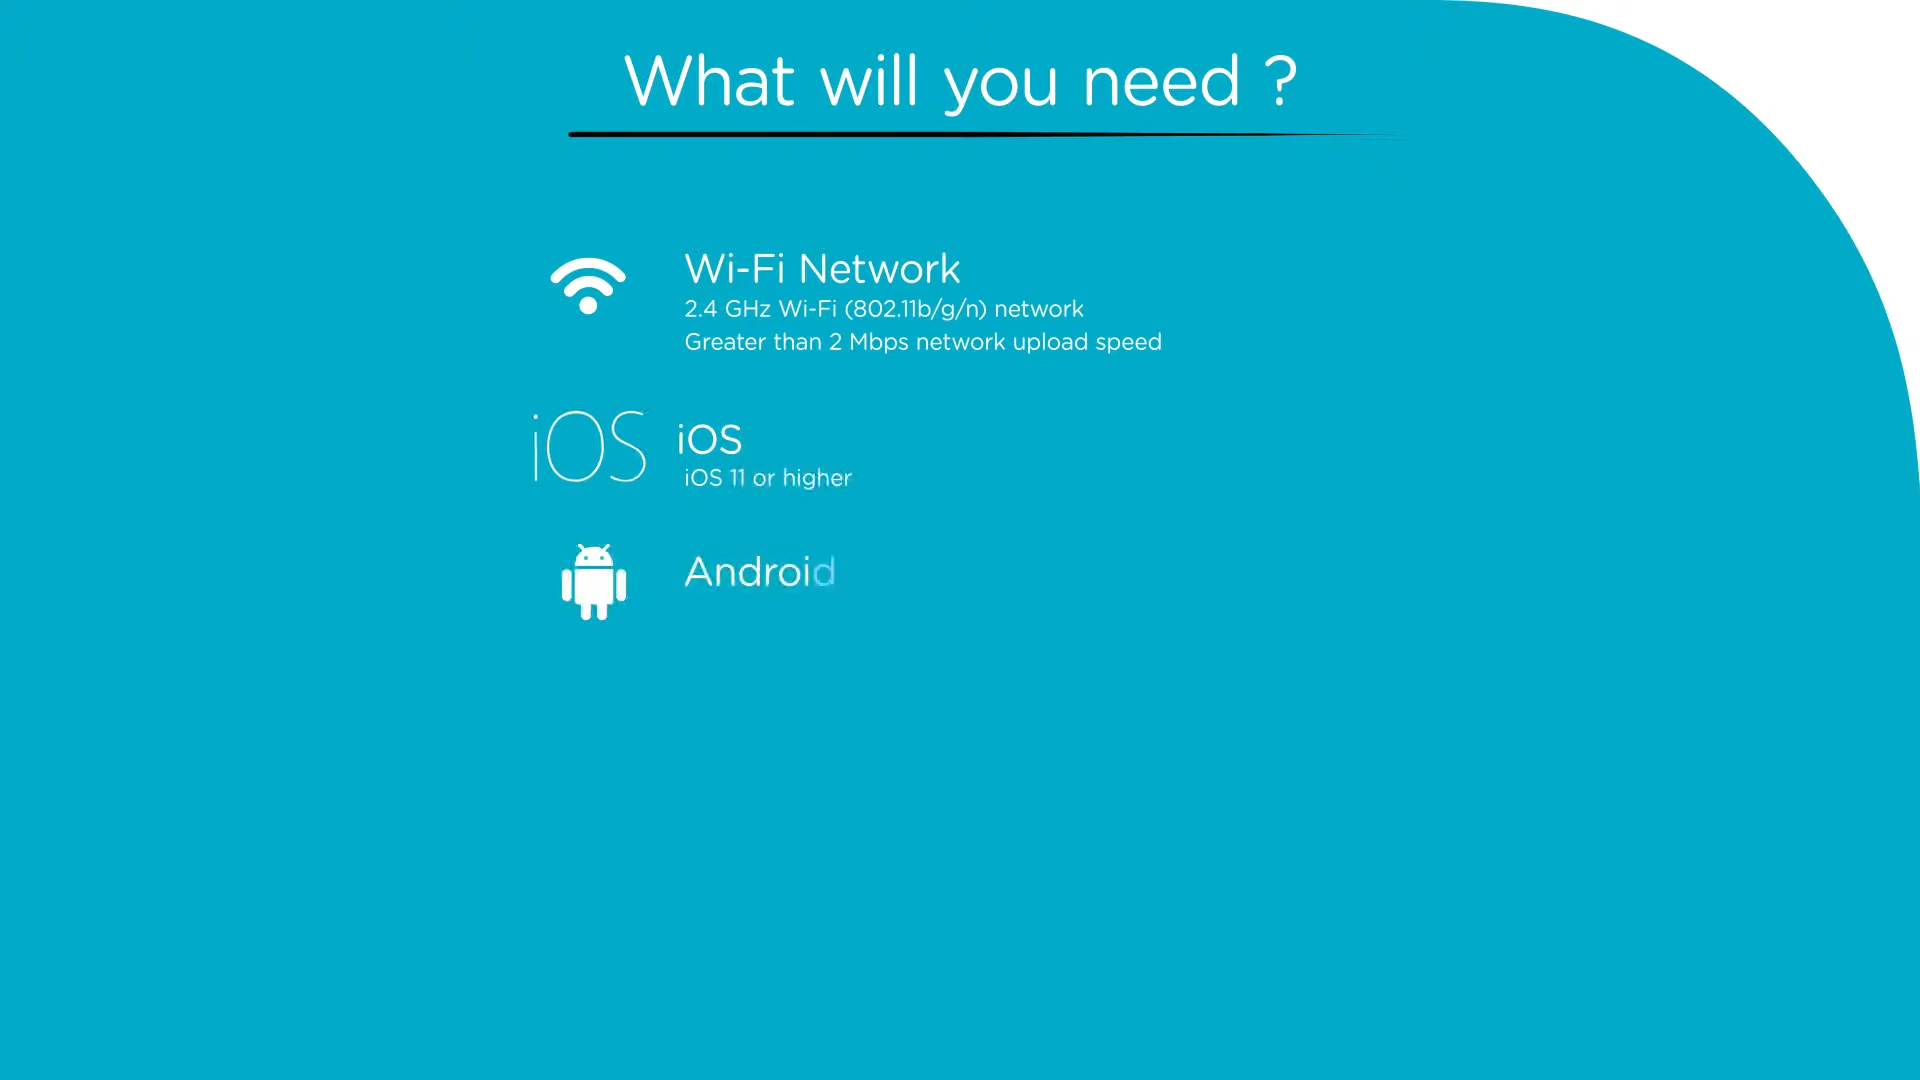 What will you need ?
Wi-Fi Network
2.4 GHz Wi-Fi (802.11b/g/n) network
Greater than 2 Mbps network upload speed
iOS iOS
iOS 11 or higher
Android